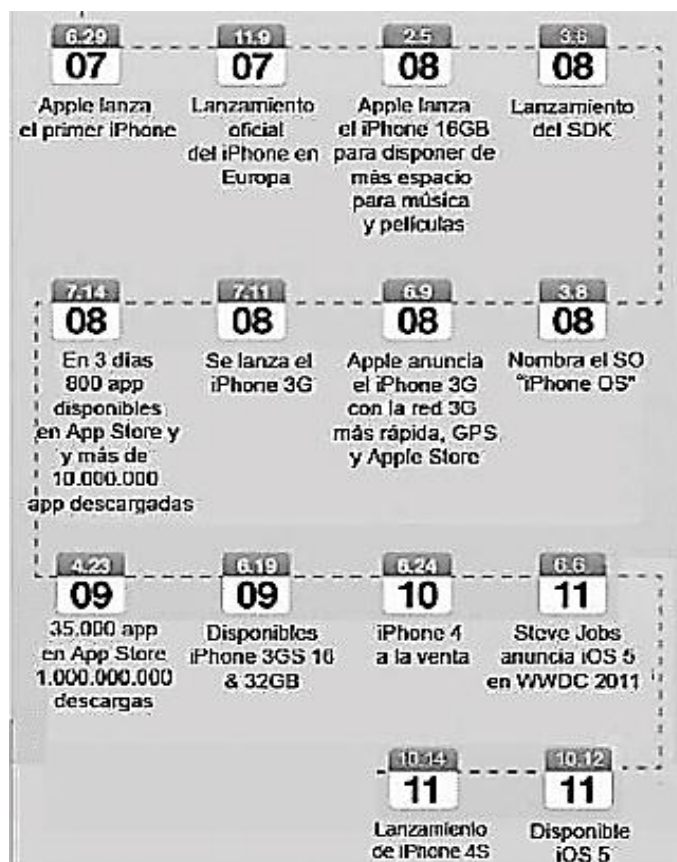 6.29
07
Apple lanza
el primer iPhone
11.9
07
Lanzamiento
oficial
del iPhone en
Europa
2.5
08
Apple lanza
el iPhone 16GB
para disponer de
más espacio
para música
y películas
3.6
08
Lanzamiento
del SDK
3.8
08
Nombra el SO
"iPhone OS"
6.9
08
Apple anuncia
el iPhone 3G
con la red 3G
más rápida, GPS
y Apple Store
7.11
08
Se lanza el
iPhone 3G
7.14
08
En 3 días
800 app
disponibles
en App Store y
y más de
10.000.000
app descargadas
4.23
09
35.000 app
en App Store
1.000.000.000
descargas
6.19
09
Disponibles
iPhone 3GS 16
& 32GB
6.24
10
iPhone 4
a la venta
6.6
11
Steve Jobs
anuncia iOS 5
en WWDC 2011
10.12
11
Disponible
iOS 5
10.14
11
Lanzamiento
de iPhone 4S